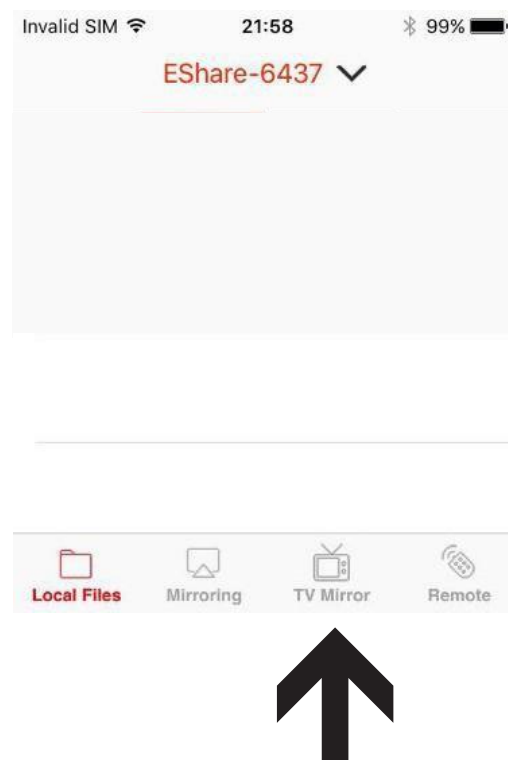 Invalid SIM 21:58 99%
EShare-6437
Local Files Mirroring TV Mirror Remote